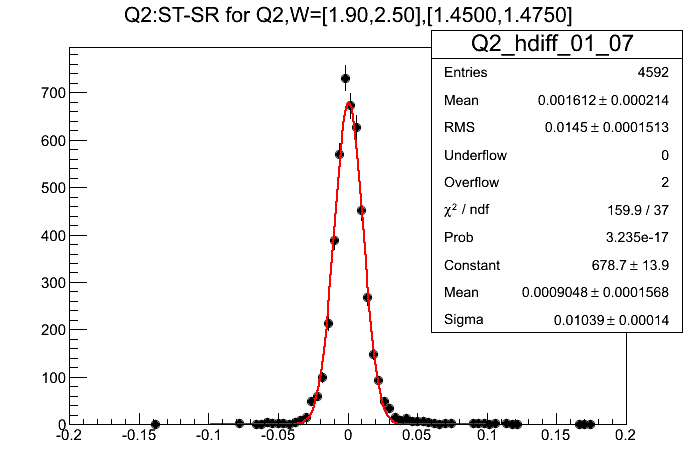 Q2:ST-SR for Q2,W=[1.90,2.50],[1.4500,1.4750]
Q2_hdiff_01_07
Entries 4592
Mean 0.001612 ± 0.000214
RMS 0.0145 ± 0.0001513
Underflow 0
Overflow 2
χ² / ndf 159.9 / 37
Prob 3.235e-17
Constant 678.7 ± 13.9
Mean 0.0009048 ± 0.0001568
Sigma 0.01039 ± 0.00014
700
600
500
400
300
200
100
0
-0.2 -0.15 -0.1 -0.05 0 0.05 0.1 0.15 0.2